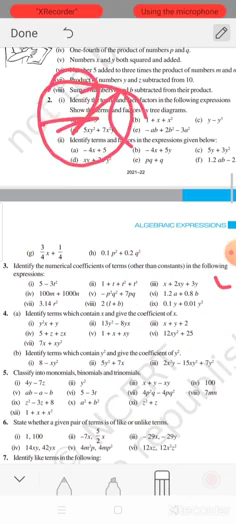 "XRecorder"
Using the microphone
Done
(iv) One-fourth of the product of numbers p and q.
(v) Numbers x and y both squared and added.
(vi) Number 5 added to three times the product of numbers m and n
(vii) Product of numbers y and z subtracted from 10.
(viii) Sum of numbers a and b subtracted from their product.
2. (i) Identify the terms and their factors in the following expressions
Show the terms and factors by tree diagrams.
(b) 1 + x + x² (c) y – y³
5xy² + 7x (e) – ab + 2b² – 3a²
(ii) Identify terms and factors in the expressions given below:
(a) – 4x + 5 (b) – 4x + 5y (c) 5y + 3y²
(d) xy + (e) pq + q (f) 1.2 ab – 2.
2021–22
ALGEBRAIC EXPRESSIONS
(g) 3/4 x + 1/4 (h) 0.1 p² + 0.2 q²
3. Identify the numerical coefficients of terms (other than constants) in the following
expressions:
(i) 5 – 3t² (ii) 1 + t + t² + t³ (iii) x + 2xy + 3y
(iv) 100m + 1000n (v) – p²q² + 7pq (vi) 1.2 a + 0.8 b
(vii) 3.14 r² (viii) 2 (l + b) (ix) 0.1 y + 0.01 y²
4. (a) Identify terms which contain x and give the coefficient of x.
(i) y²x + y (ii) 13y² – 8yx (iii) x + y + 2
(iv) 5 + z + zx (v) 1 + x + xy (vi) 12xy² + 25
(vii) 7x + xy²
(b) Identify terms which contain y² and give the coefficient of y².
(i) 8 – xy² (ii) 5y² + 7x (iii) 2x²y – 15xy² + 7y²
5. Classify into monomials, binomials and trinomials.
(i) 4y – 7z (ii) y² (iii) x + y – xy (iv) 100
(v) ab – a – b (vi) 5 – 3t (vii) 4p²q – 4pq² (viii) 7mn
(ix) z² – 3z + 8 (x) a² + b² (xi) z² + z
(xii) 1 + x + x²
6. State whether a given pair of terms is of like or unlike terms.
(i) 1, 100 (ii) –7x, 5/2 x (iii) – 29x, – 29y
(iv) 14xy, 42yx (v) 4m²p, 4mp² (vi) 12xz, 12x²z²
7. Identify like terms in the following: